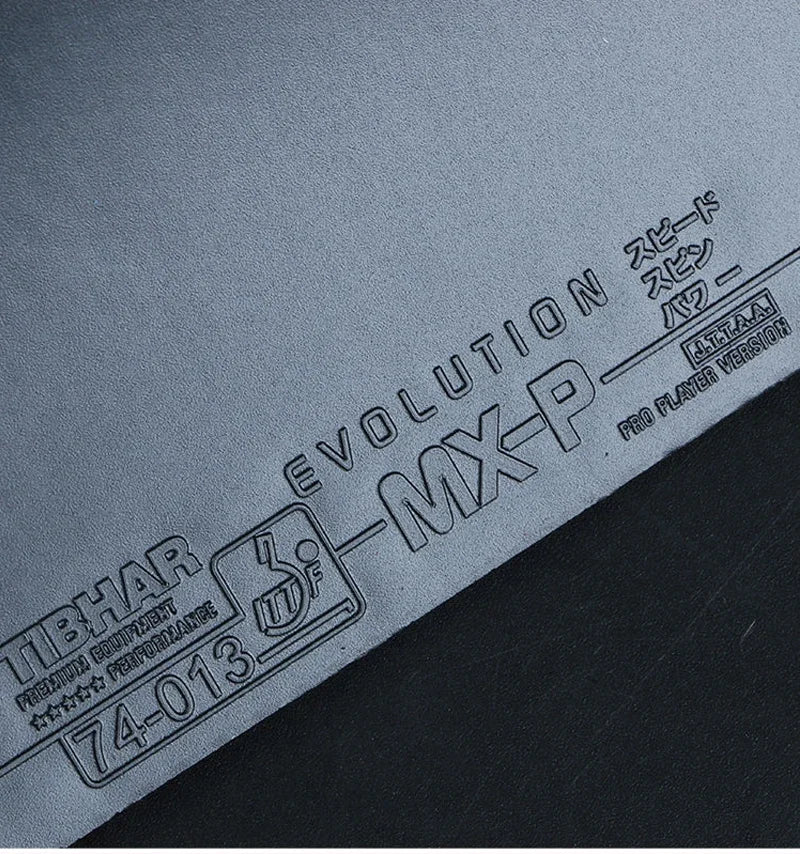 TIBHAR
PREMIUM EQUIPMENT
★★★★★ PERFORMANCE
74-013
ITTF
EVOLUTION
MX-P
スピード
スピン
パワー
J.T.T.A.A.
PRO PLAYER VERSION